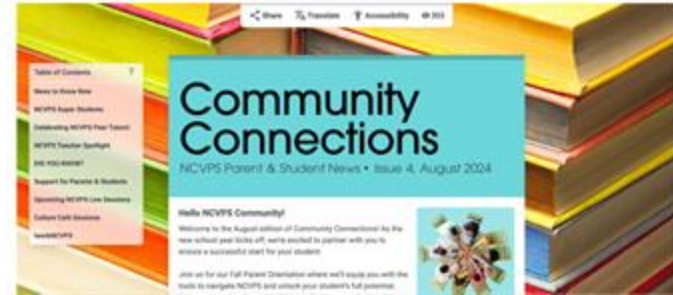 Share Translate Accessibility 353
Table of Contents
News to Know Now
NCVPS Super Students
Celebrating NCVPS Peer Talent
NCVPS Teacher Spotlight
DID YOU KNOW?
Support for Parents & Students
Upcoming NCVPS Live Sessions
Culture Café Sessions
Community
Connections
NCVPS Parent & Student News • Issue 4, August 2024
Hello NCVPS Community!
Welcome to the August edition of Community Connections! As the
new school year kicks off, we're excited to partner with you to
ensure a successful start for your student.
Join us for our Fall Parent Orientation where we'll equip you with the
tools to navigate NCVPS and unlock your student's full potential.